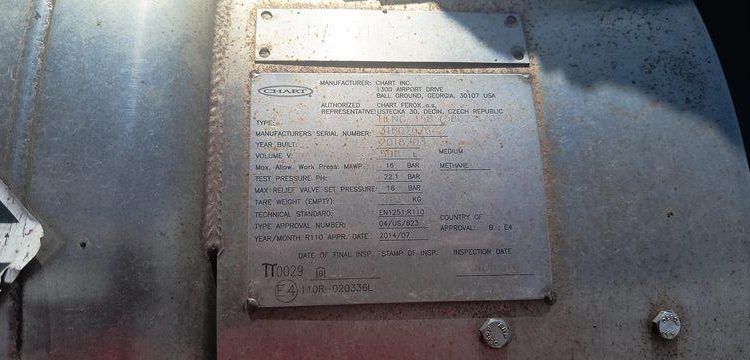 CHART
MANUFACTURER: CHART INC.
1300 AIRPORT DRIVE
BALL GROUND, GEORGIA, 30107 USA
AUTHORIZED REPRESENTATIVE: CHART FEROX a.s.
USTECKA 30, DECIN, CZECH REPUBLIC
TYPE:
MANUFACTURERS SERIAL NUMBER:
YEAR BUILT:
VOLUME V: L MEDIUM
Max. Allow. Work Press: MAWP: 16 BAR METHANE
TEST PRESSURE PH: 22.1 BAR
MAX RELIEF VALVE SET PRESSURE: 16 BAR
TARE WEIGHT (EMPTY): KG
TECHNICAL STANDARD: EN1251;R110
TYPE APPROVAL NUMBER: 04/US/823 COUNTRY OF APPROVAL: B ; E4
YEAR/MONTH R110 APPR. DATE 2014/07
DATE OF FINAL INSP. STAMP OF INSP. INSPECTION DATE
0029
E4 110R-020336L